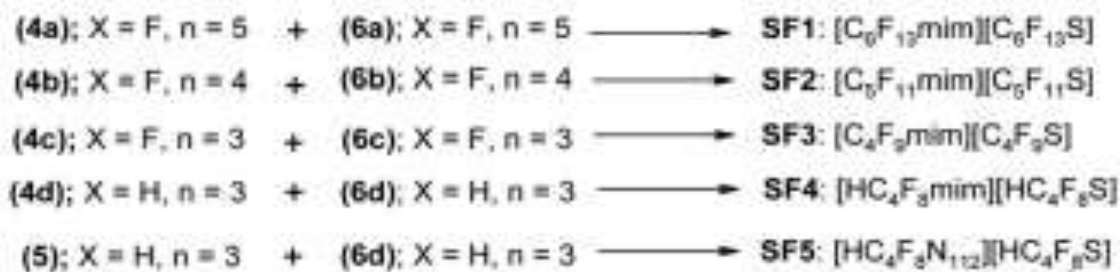 (4a); X = F, n = 5 + (6a); X = F, n = 5 ⟶ SF1: [C₆F₁₃mim][C₆F₁₃S]
(4b); X = F, n = 4 + (6b); X = F, n = 4 ⟶ SF2: [C₅F₁₁mim][C₅F₁₁S]
(4c); X = F, n = 3 + (6c); X = F, n = 3 ⟶ SF3: [C₄F₉mim][C₄F₉S]
(4d); X = H, n = 3 + (6d); X = H, n = 3 ⟶ SF4: [HC₄F₈mim][HC₄F₈S]
(5); X = H, n = 3 + (6d); X = H, n = 3 ⟶ SF5: [HC₄F₈N₁₁₂][HC₄F₈S]